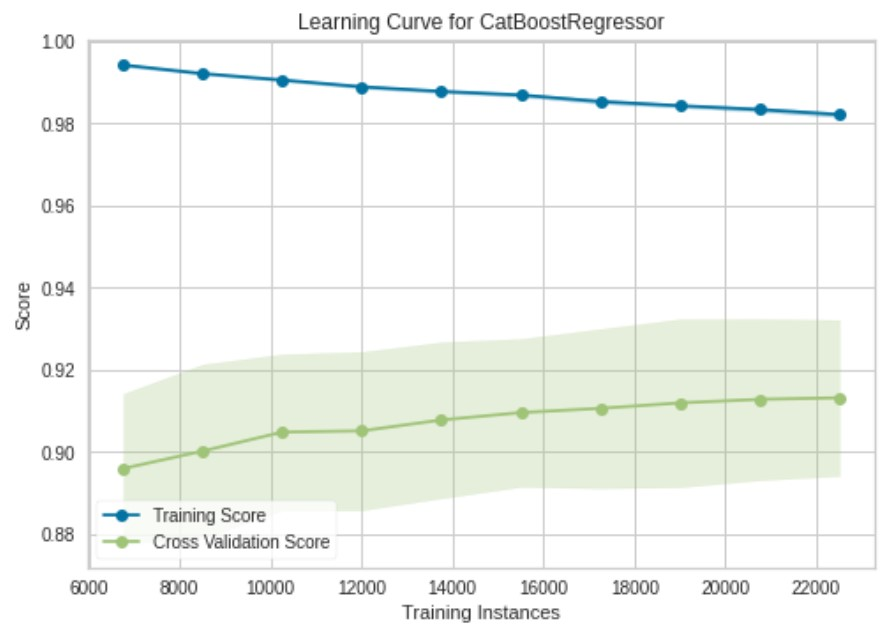 Learning Curve for CatBoostRegressor
1.00
0.98
0.96
0.94
0.92
0.90
0.88
Score
Training Score
Cross Validation Score
6000 8000 10000 12000 14000 16000 18000 20000 22000
Training Instances